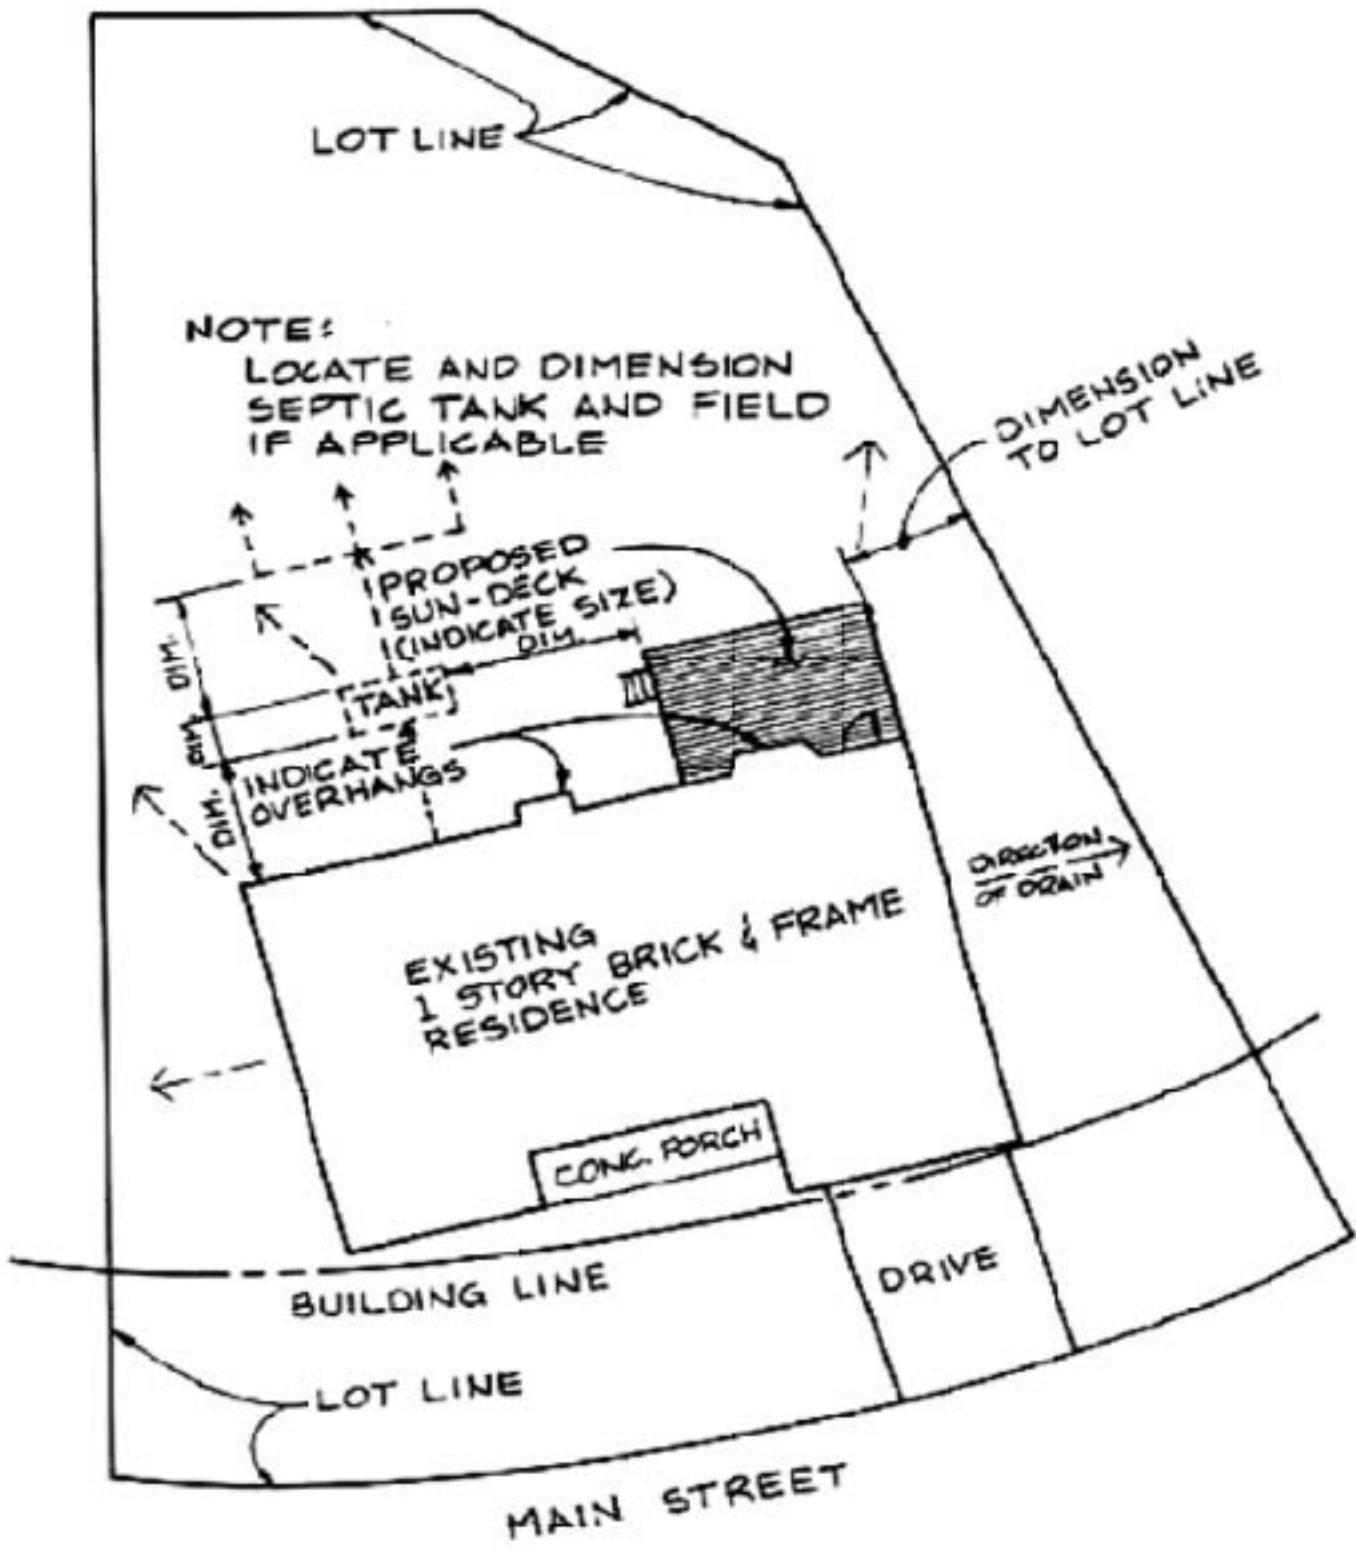 LOT LINE
NOTE:
LOCATE AND DIMENSION
SEPTIC TANK AND FIELD
IF APPLICABLE
DIMENSION
TO LOT LINE
PROPOSED
SUN-DECK
(INDICATE SIZE)
DIM.
DIM.
TANK
DIM.
INDICATE
OVERHANGS
DIM.
DIRECTION
OF DRAIN
EXISTING
1 STORY BRICK & FRAME
RESIDENCE
CONC. PORCH
BUILDING LINE
DRIVE
LOT LINE
MAIN STREET